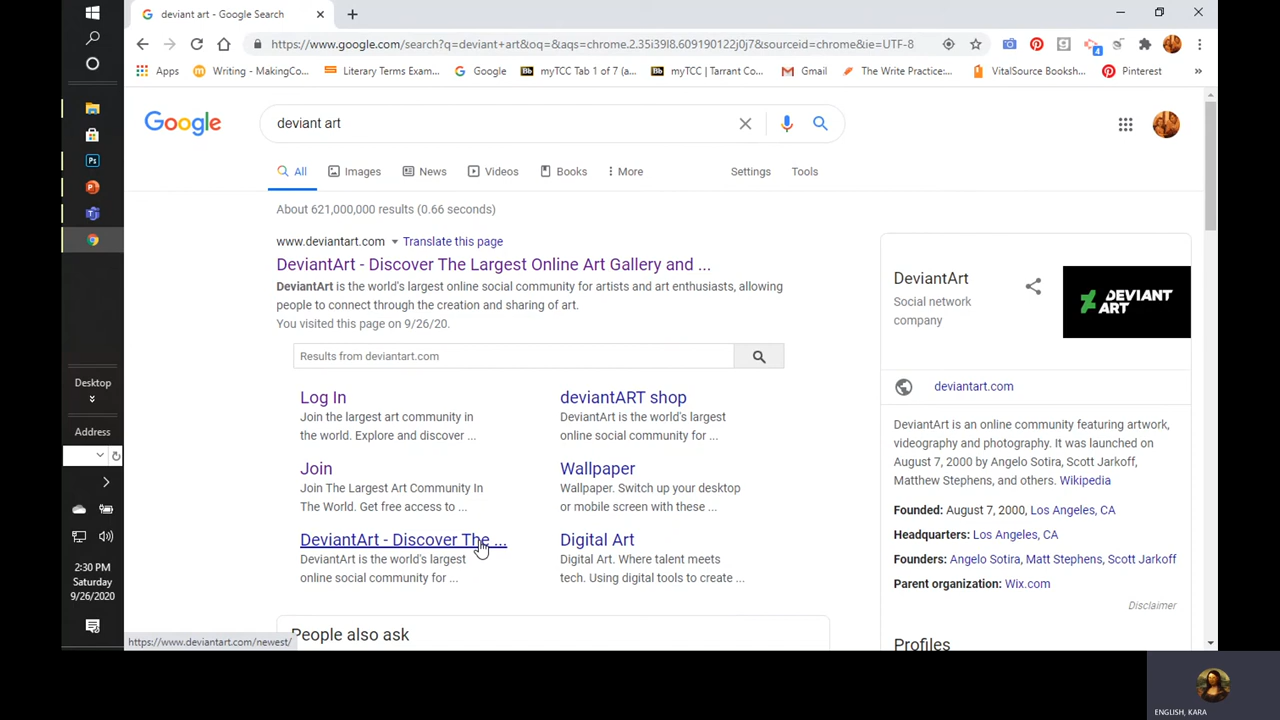 deviant art - Google Search
https://www.google.com/search?q=deviant+art&oq=&aqs=chrome.2.35i39l8.609190122j0j7&sourceid=chrome&ie=UTF-8
4
Apps
Writing - MakingCo...
Literary Terms Exam...
Google
myTCC Tab 1 of 7 (a...
myTCC | Tarrant Co...
Gmail
The Write Practice:...
VitalSource Booksh...
Pinterest
»
Google
deviant art
All
Images
News
Videos
Books
More
Settings
Tools
About 621,000,000 results (0.66 seconds)
www.deviantart.com Translate this page
DeviantArt - Discover The Largest Online Art Gallery and ...
DeviantArt is the world's largest online social community for artists and art enthusiasts, allowing
people to connect through the creation and sharing of art.
You visited this page on 9/26/20.
Results from deviantart.com
Log In
Join the largest art community in
the world. Explore and discover ...
deviantART shop
DeviantArt is the world's largest
online social community for ...
Join
Join The Largest Art Community In
The World. Get free access to ...
Wallpaper
Wallpaper. Switch up your desktop
or mobile screen with these ...
DeviantArt - Discover The ...
DeviantArt is the world's largest
online social community for ...
Digital Art
Digital Art. Where talent meets
tech. Using digital tools to create ...
People also ask
DeviantArt
Social network
company
DEVIANT
ART
deviantart.com
DeviantArt is an online community featuring artwork,
videography and photography. It was launched on
August 7, 2000 by Angelo Sotira, Scott Jarkoff,
Matthew Stephens, and others. Wikipedia
Founded: August 7, 2000, Los Angeles, CA
Headquarters: Los Angeles, CA
Founders: Angelo Sotira, Matt Stephens, Scott Jarkoff
Parent organization: Wix.com
Disclaimer
Profiles
Ps
Desktop
Address
2:30 PM
Saturday
9/26/2020
https://www.deviantart.com/newest/
ENGLISH, KARA